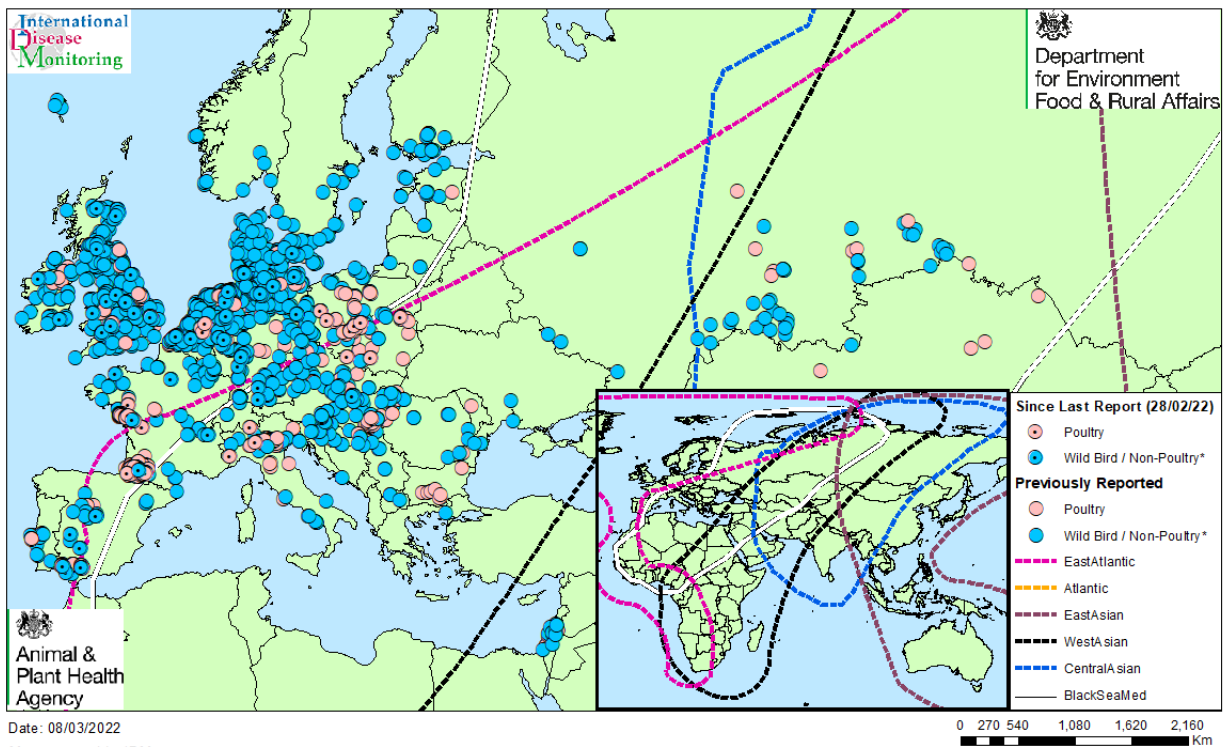 International
Disease
Monitoring
Department
for Environment
Food & Rural Affairs
Since Last Report (28/02/22)
Poultry
Wild Bird / Non-Poultry*
Previously Reported
Poultry
Wild Bird / Non-Poultry*
EastAtlantic
Atlantic
EastAsian
WestAsian
CentralAsian
BlackSeaMed
Animal &
Plant Health
Agency
Date: 08/03/2022
0 270 540 1,080 1,620 2,160
Km